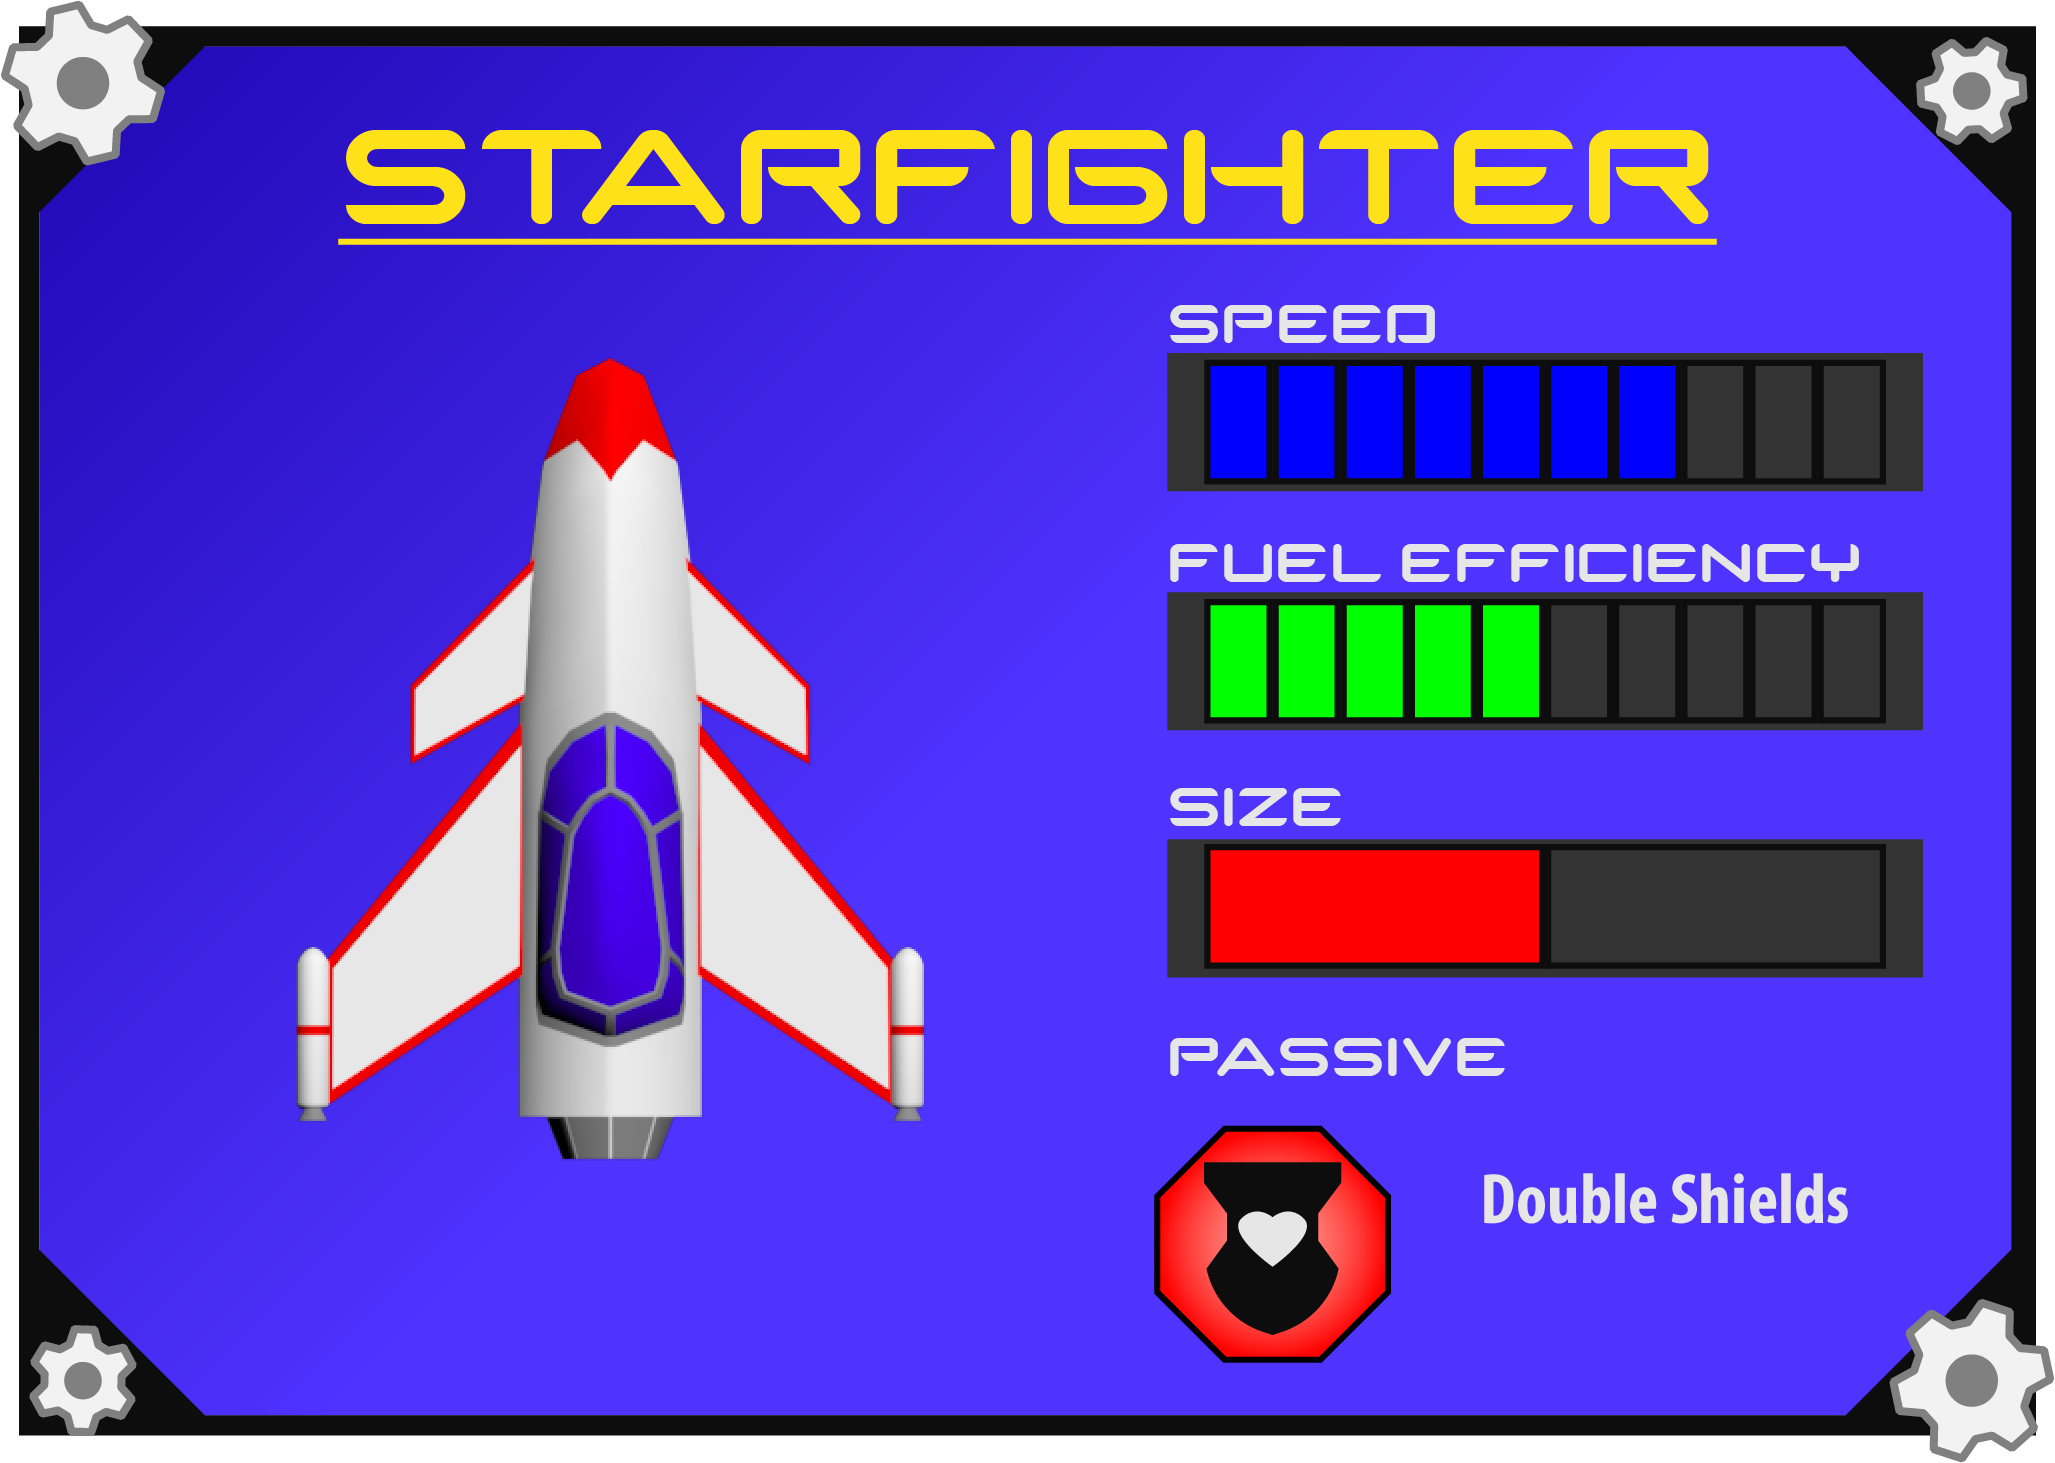 STARFIGHTER
SPEED
FUEL EFFICIENCY
SIZE
PASSIVE
Double Shields